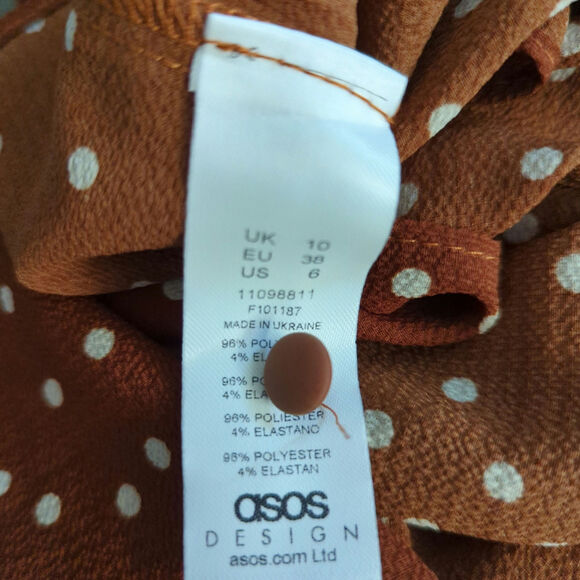 UK 10
EU 38
US 6
11098811
F101187
MADE IN UKRAINE
96% 
4% 
96% 
4% 
96% POLIESTER
4% ELASTANO
96% POLYESTER
4% ELASTAN
asos
DESIGN
asos.com Ltd